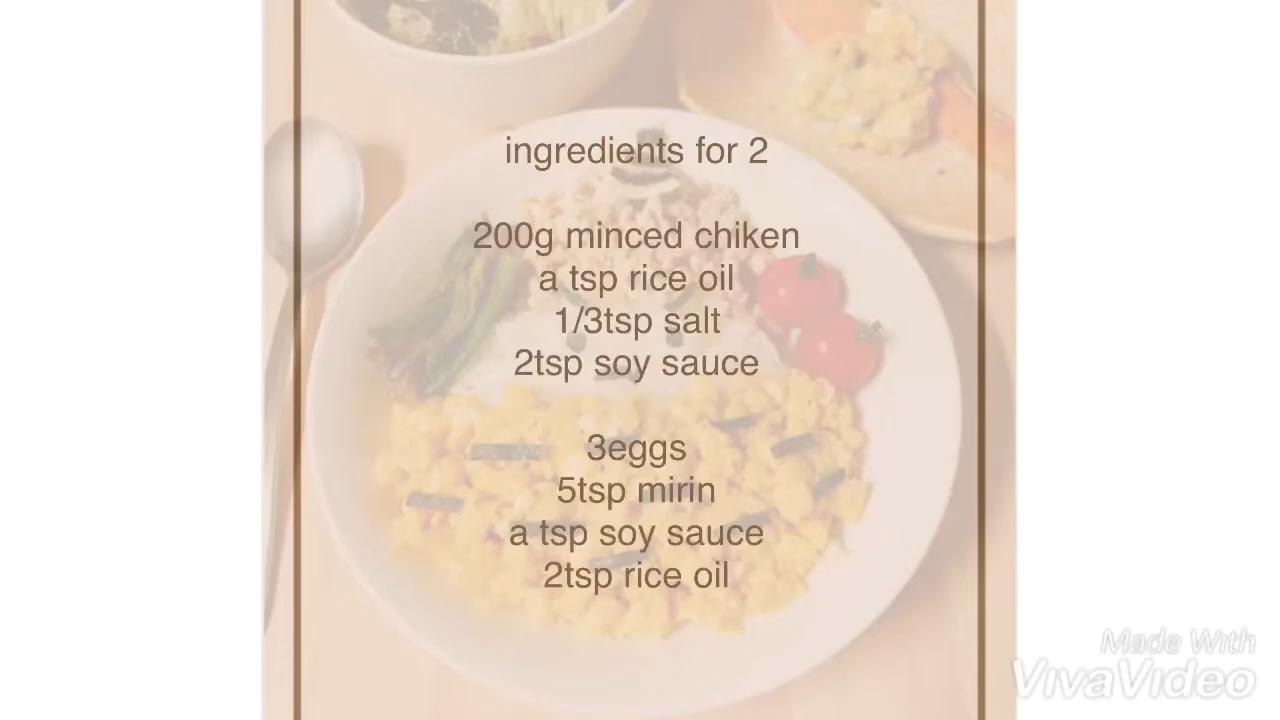 ingredients for 2
200g minced chiken
a tsp rice oil
1/3tsp salt
2tsp soy sauce
3eggs
5tsp mirin
a tsp soy sauce
2tsp rice oil
Made With
VivaVideo